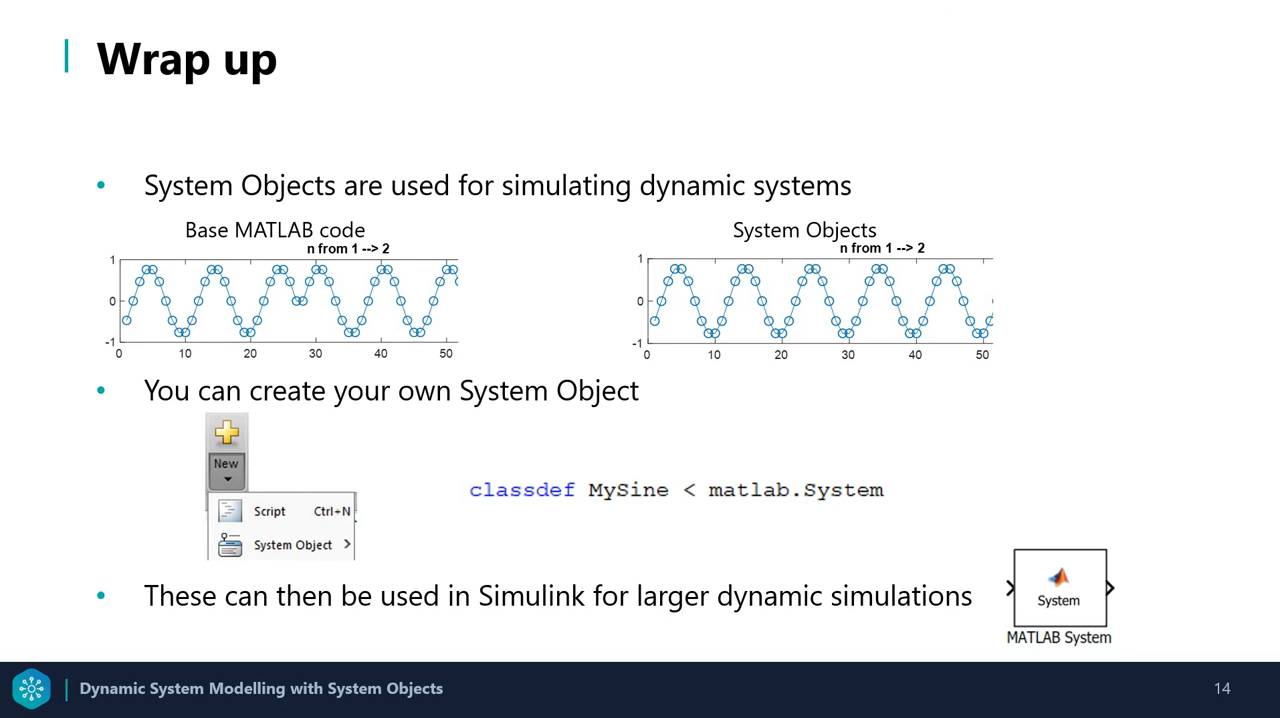 Wrap up
• System Objects are used for simulating dynamic systems
Base MATLAB code
n from 1 --> 2
1
0
-1
0 10 20 30 40 50
System Objects
n from 1 --> 2
1
0
-1
0 10 20 30 40 50
• You can create your own System Object
New
Script Ctrl+N
System Object
classdef MySine < matlab.System
• These can then be used in Simulink for larger dynamic simulations
System
MATLAB System
Dynamic System Modelling with System Objects
14